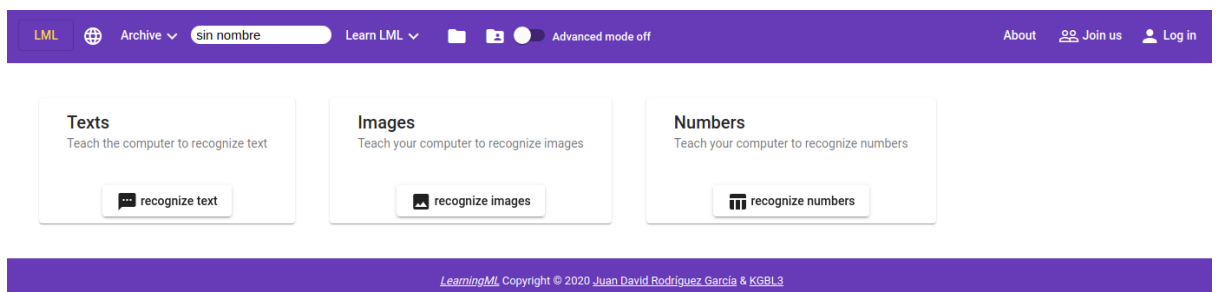 LML Archive sin nombre Learn LML Advanced mode off About Join us Log in
Texts
Teach the computer to recognize text
recognize text
Images
Teach your computer to recognize images
recognize images
Numbers
Teach your computer to recognize numbers
recognize numbers
LearningML Copyright © 2020 Juan David Rodríguez García & KGBL3